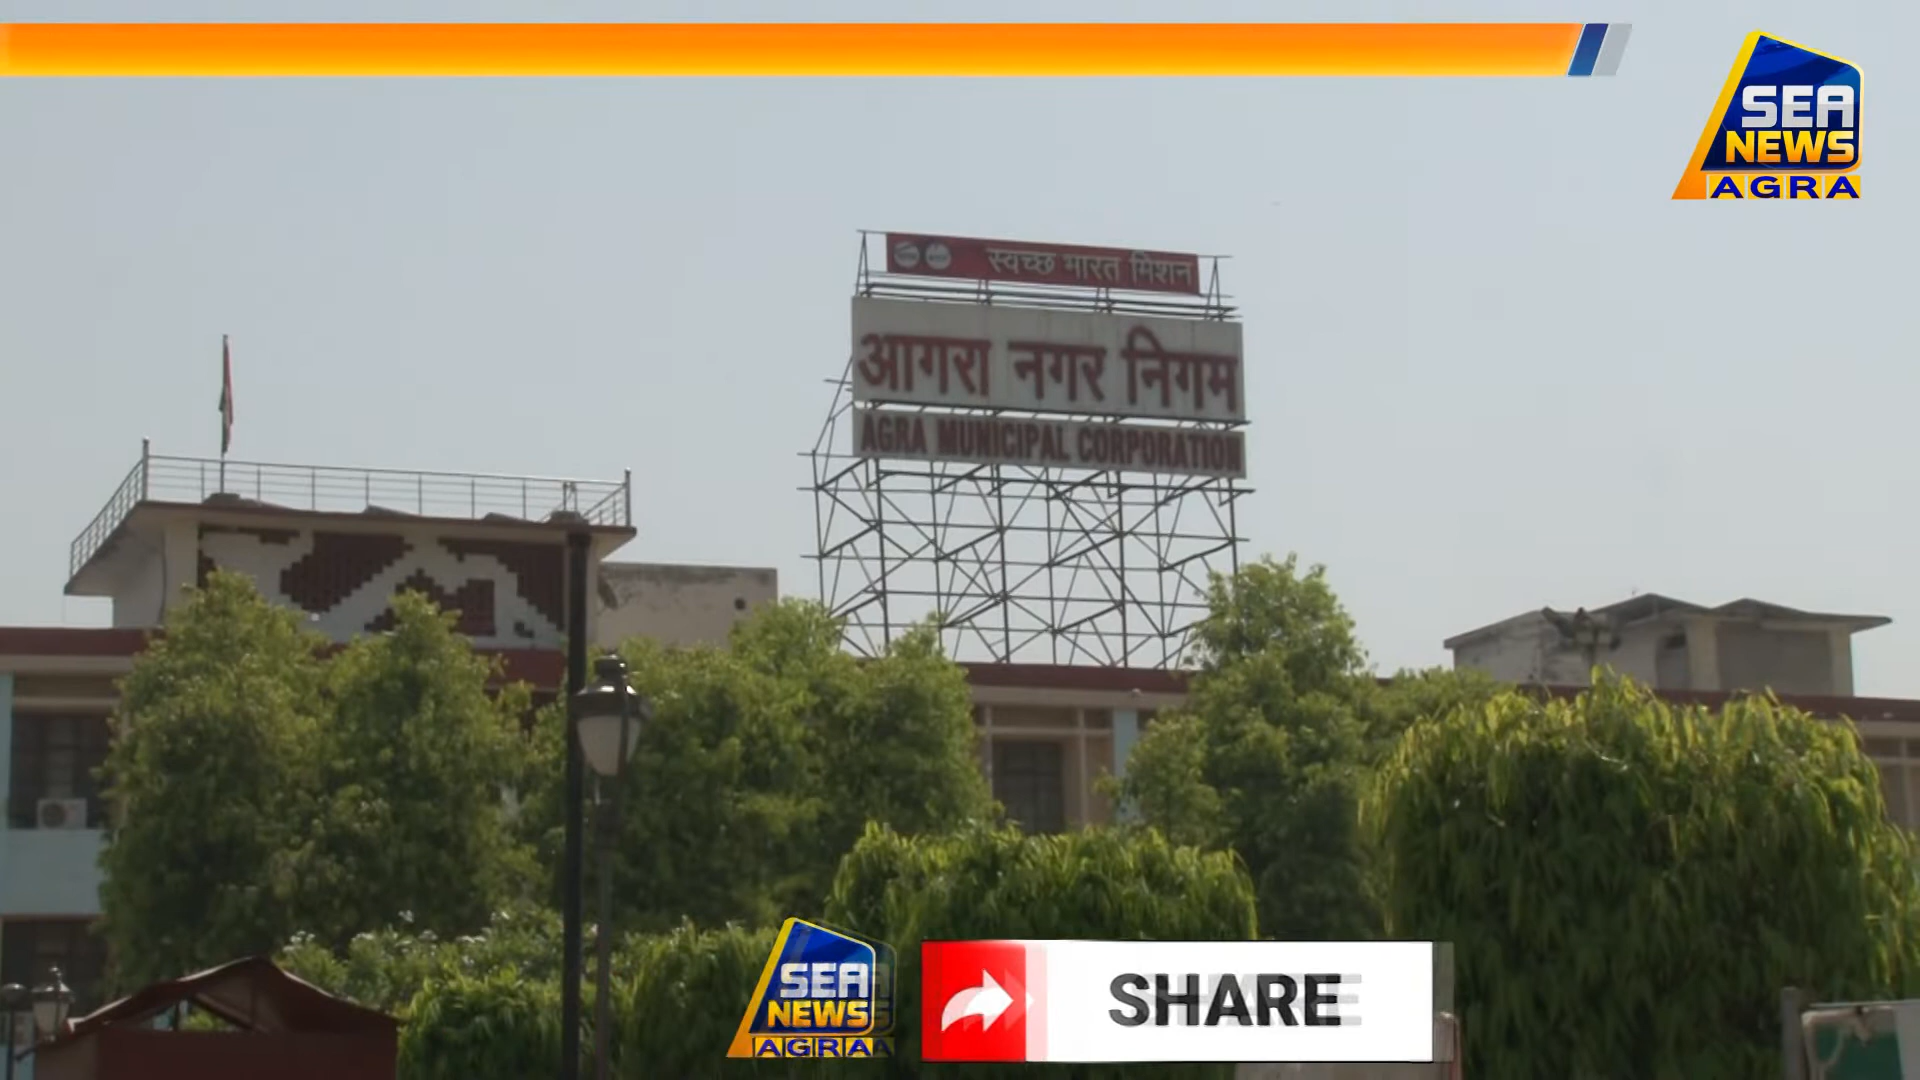 SEA
NEWS
AGRA
स्वच्छ भारत मिशन
आगरा नगर निगम
AGRA MUNICIPAL CORPORATION
SEA
NEWS
AGRA
SHARE